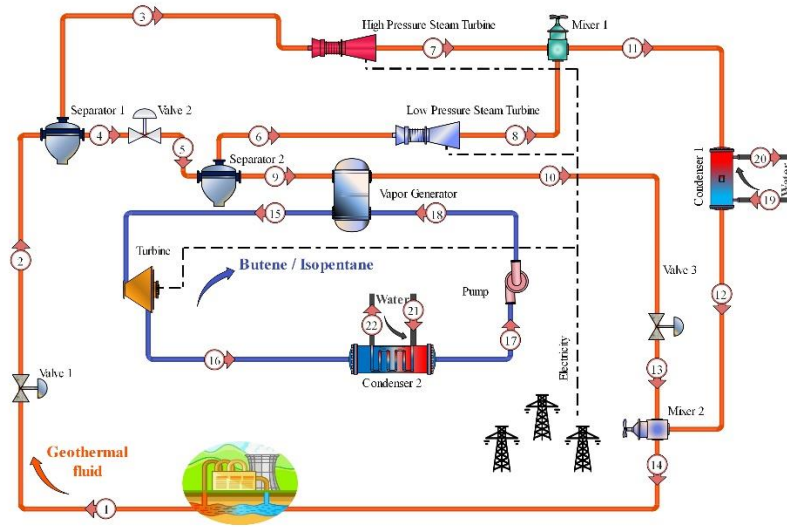 3
High Pressure Steam Turbine
7
Mixer 1
11
Separator 1
Valve 2
4
5
6
Low Pressure Steam Turbine
8
Separator 2
9
Vapor Generator
10
Condenser 1
20
Water
19
15
18
2
Turbine
Butene / Isopentane
Pump
Valve 3
12
Water
22
21
16
17
Condenser 2
Electricity
13
Valve 1
Mixer 2
Geothermal
fluid
14
1